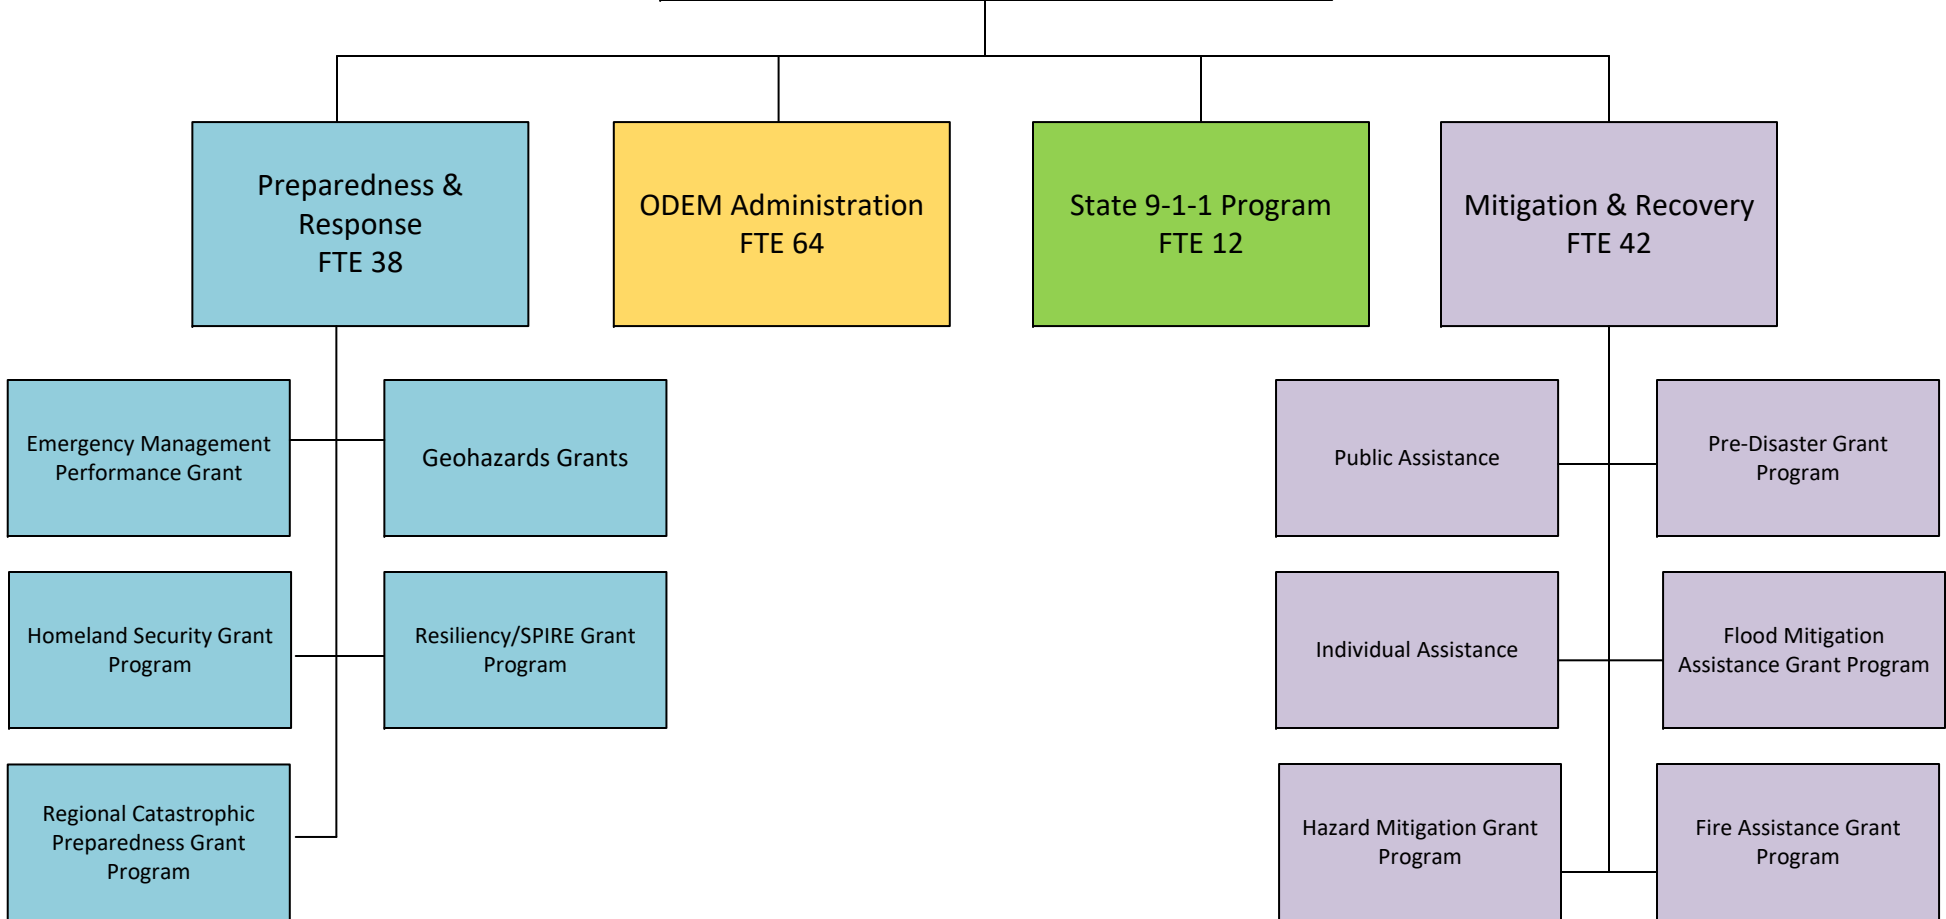 Preparedness &
Response
FTE 38
ODEM Administration
FTE 64
State 9-1-1 Program
FTE 12
Mitigation & Recovery
FTE 42
Emergency Management
Performance Grant
Geohazards Grants
Public Assistance
Pre-Disaster Grant
Program
Homeland Security Grant
Program
Resiliency/SPIRE Grant
Program
Individual Assistance
Flood Mitigation
Assistance Grant Program
Regional Catastrophic
Preparedness Grant
Program
Hazard Mitigation Grant
Program
Fire Assistance Grant
Program